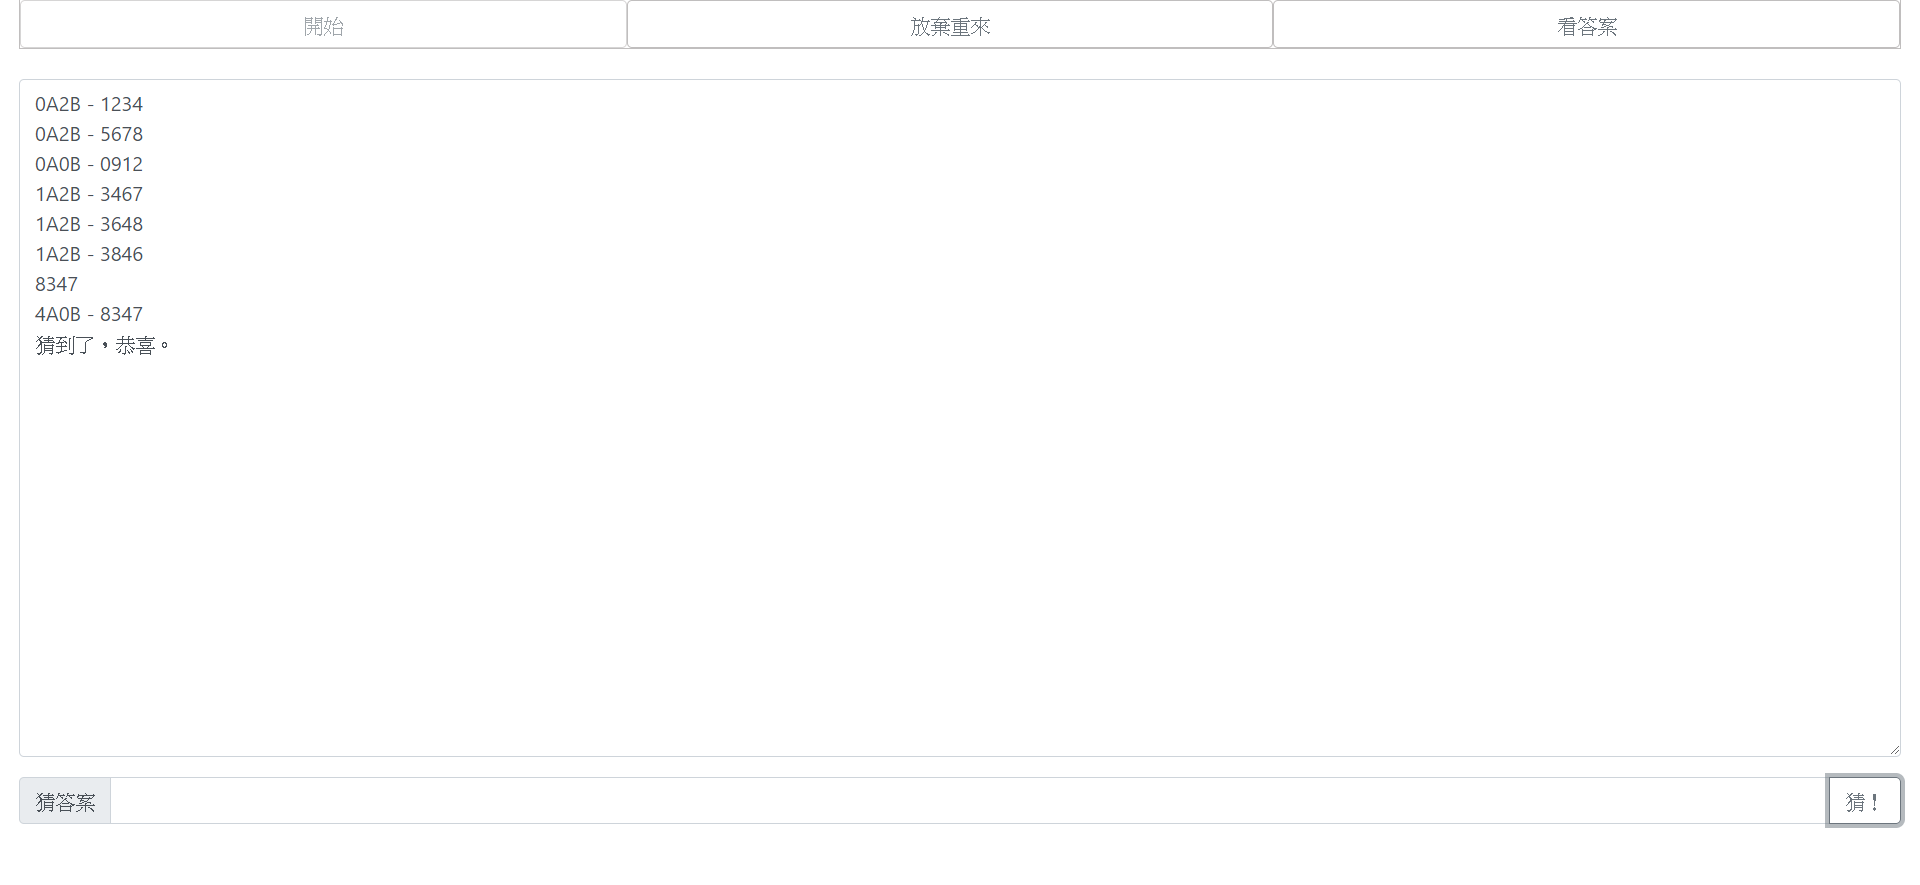 開始
放棄重來
看答案
0A2B - 1234
0A2B - 5678
0A0B - 0912
1A2B - 3467
1A2B - 3648
1A2B - 3846
8347
4A0B - 8347
猜到了，恭喜。
猜答案
猜！